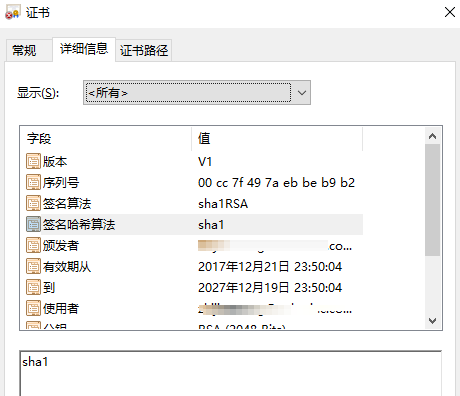 证书
常规 详细信息 证书路径
显示(S): <所有>
字段 值
版本 V1
序列号 00 cc 7f 49 7a eb be b9 b2
签名算法 sha1RSA
签名哈希算法 sha1
颁发者 co...
有效期从 2017年12月21日 23:50:04
到 2027年12月19日 23:50:04
使用者 co...
公钥 RSA (2048 Bits)
sha1